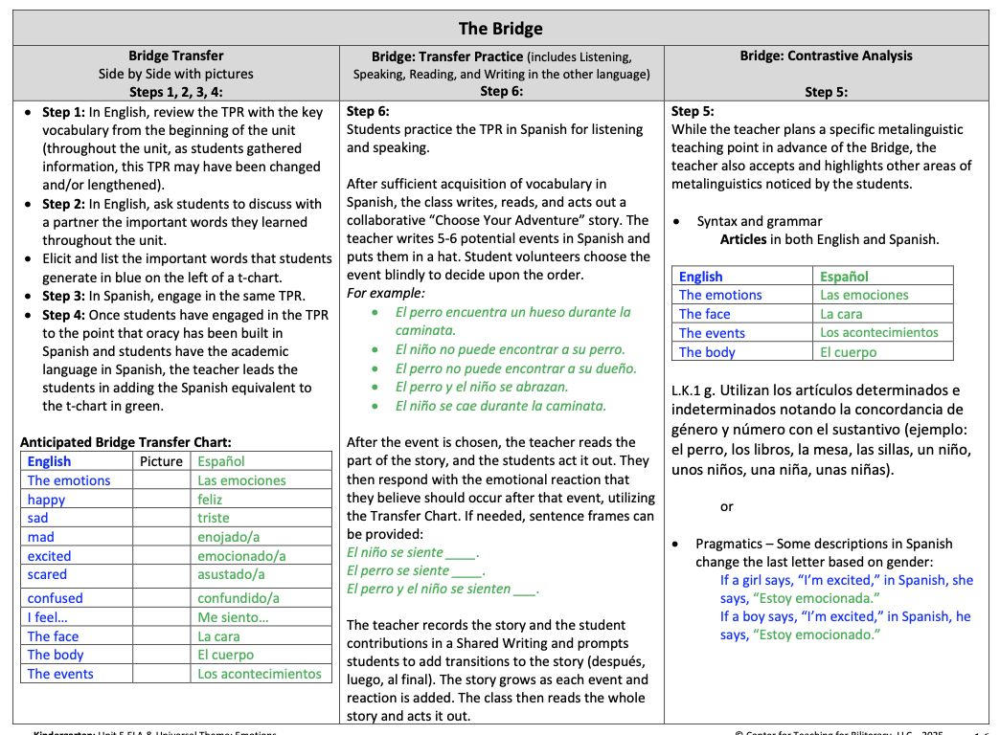 The Bridge
Bridge Transfer
Side by Side with pictures
Steps 1, 2, 3, 4:
Bridge: Transfer Practice (includes Listening,
Speaking, Reading, and Writing in the other language)
Step 6:
Bridge: Contrastive Analysis
Step 5:
• Step 1: In English, review the TPR with the key
vocabulary from the beginning of the unit
(throughout the unit, as students gathered
information, this TPR may have been changed
and/or lengthened).
• Step 2: In English, ask students to discuss with
a partner the important words they learned
throughout the unit.
• Elicit and list the important words that students
generate in blue on the left of a t-chart.
• Step 3: In Spanish, engage in the same TPR.
• Step 4: Once students have engaged in the TPR
to the point that oracy has been built in
Spanish and students have the academic
language in Spanish, the teacher leads the
students in adding the Spanish equivalent to
the t-chart in green.
Anticipated Bridge Transfer Chart:
English Picture Español
The emotions Las emociones
happy feliz
sad triste
mad enojado/a
excited emocionado/a
scared asustado/a
confused confundido/a
I feel… Me siento…
The face La cara
The body El cuerpo
The events Los acontecimientos
Step 6:
Students practice the TPR in Spanish for listening
and speaking.
After sufficient acquisition of vocabulary in
Spanish, the class writes, reads, and acts out a
collaborative “Choose Your Adventure” story. The
teacher writes 5-6 potential events in Spanish and
puts them in a hat. Student volunteers choose the
event blindly to decide upon the order.
For example:
• El perro encuentra un hueso durante la
caminata.
• El niño no puede encontrar a su perro.
• El perro no puede encontrar a su dueño.
• El perro y el niño se abrazan.
• El niño se cae durante la caminata.
After the event is chosen, the teacher reads the
part of the story, and the students act it out. They
then respond with the emotional reaction that
they believe should occur after that event, utilizing
the Transfer Chart. If needed, sentence frames can
be provided:
El niño se siente ____.
El perro se siente ____.
El perro y el niño se sienten ___.
The teacher records the story and the student
contributions in a Shared Writing and prompts
students to add transitions to the story (después,
luego, al final). The story grows as each event and
reaction is added. The class then reads the whole
story and acts it out.
Step 5:
While the teacher plans a specific metalinguistic
teaching point in advance of the Bridge, the
teacher also accepts and highlights other areas of
metalinguistics noticed by the students.
• Syntax and grammar
Articles in both English and Spanish.
English Español
The emotions Las emociones
The face La cara
The events Los acontecimientos
The body El cuerpo
L.K.1 g. Utilizan los artículos determinados e
indeterminados notando la concordancia de
género y número con el sustantivo (ejemplo:
el perro, los libros, la mesa, las sillas, un niño,
unos niños, una niña, unas niñas).
or
• Pragmatics – Some descriptions in Spanish
change the last letter based on gender:
If a girl says, “I’m excited,” in Spanish, she
says, “Estoy emocionada.”
If a boy says, “I’m excited,” in Spanish, he
says, “Estoy emocionado.”
Kindergarten: Unit 5 ELA & Universal Theme: Emotions
© Center for Teaching for Biliteracy, LLC – 2025